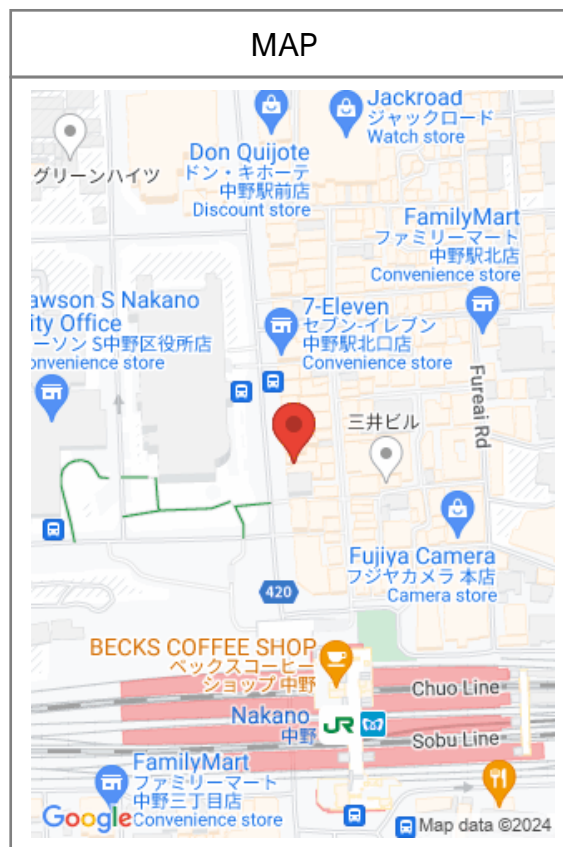 MAP
Jackroad
ジャックロード
Watch store
Don Quijote
ドン・キホーテ
中野駅前店
Discount store
グリーンハイツ
FamilyMart
ファミリーマート
中野駅北店
Convenience store
awson S Nakano
ity Office
ーソン S中野区役所店
onvenience store
7-Eleven
セブン-イレブン
中野駅北口店
Convenience store
Fureai Rd
三井ビル
Fujiya Camera
フジヤカメラ 本店
Camera store
420
BECKS COFFEE SHOP
ベックスコーヒー
ショップ 中野
Chuo Line
Nakano
中野
JR
Sobu Line
FamilyMart
ファミリーマート
中野三丁目店
Convenience store
Google
Map data ©2024